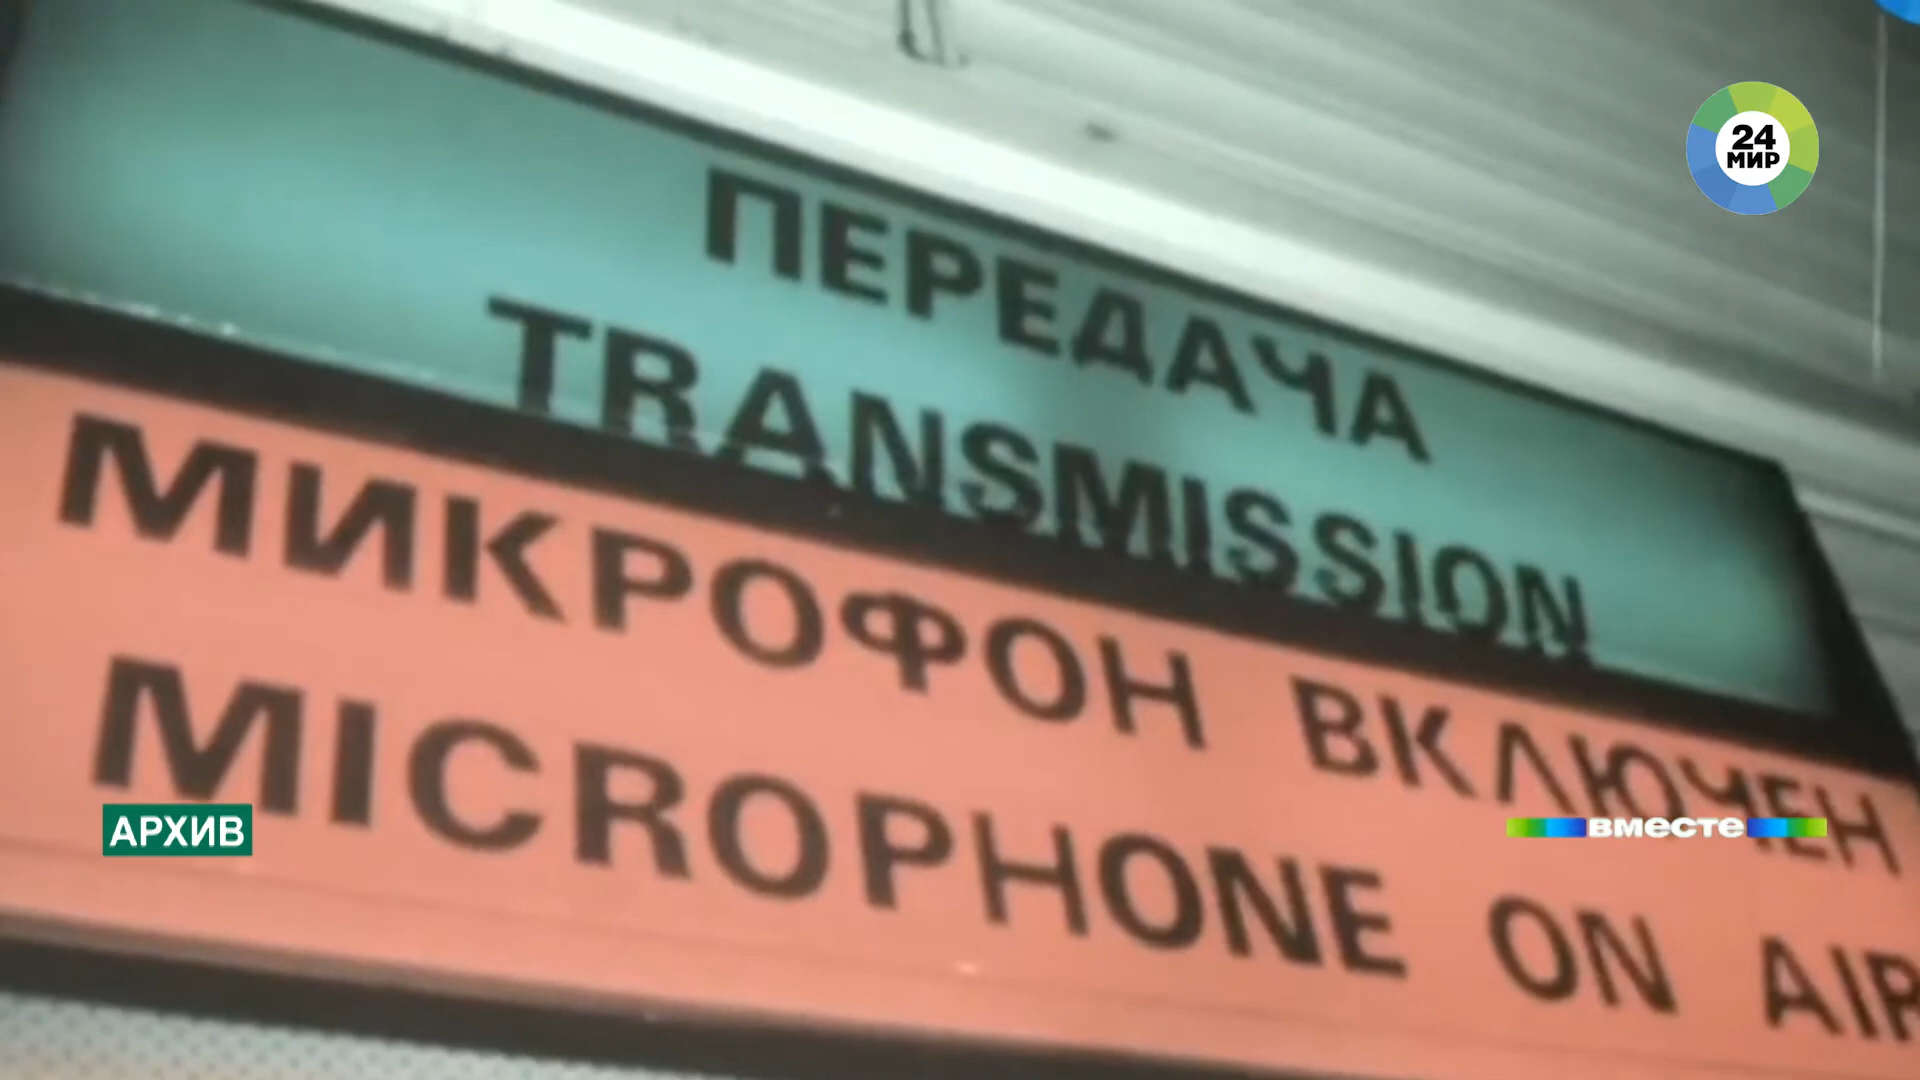 24
МИР
ПЕРЕДАЧА
TRANSMISSION
МИКРОФОН ВКЛЮЧЕН
MICROPHONE ON AIR
АРХИВ
вместе